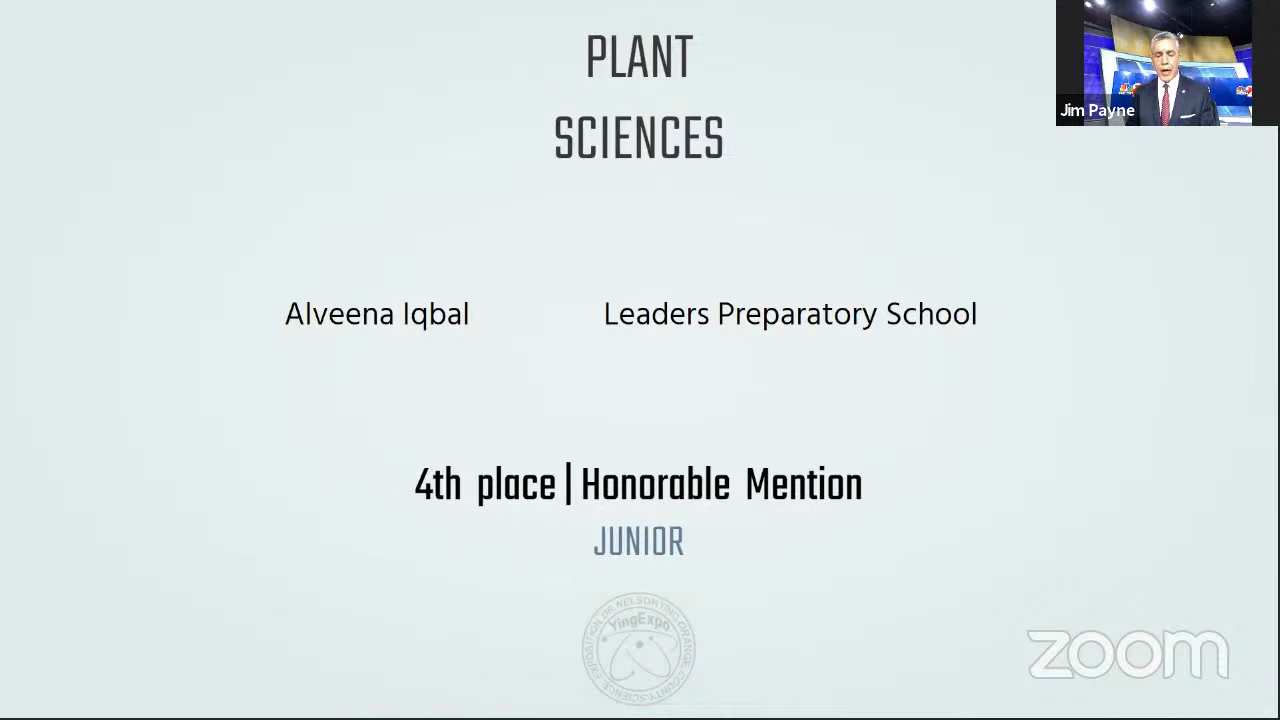 PLANT
SCIENCES
Jim Payne
Alveena Iqbal
Leaders Preparatory School
4th place | Honorable Mention
JUNIOR
YingExpo
zoom